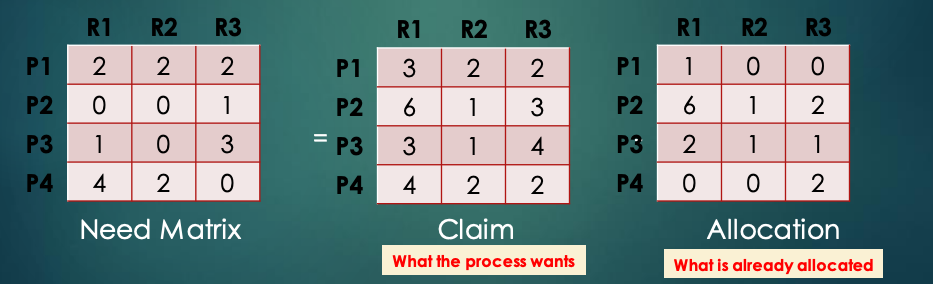 R1 R2 R3
P1 2 2 2
P2 0 0 1
P3 1 0 3
P4 4 2 0
Need Matrix
=
R1 R2 R3
P1 3 2 2
P2 6 1 3
P3 3 1 4
P4 4 2 2
Claim
What the process wants
R1 R2 R3
P1 1 0 0
P2 6 1 2
P3 2 1 1
P4 0 0 2
Allocation
What is already allocated